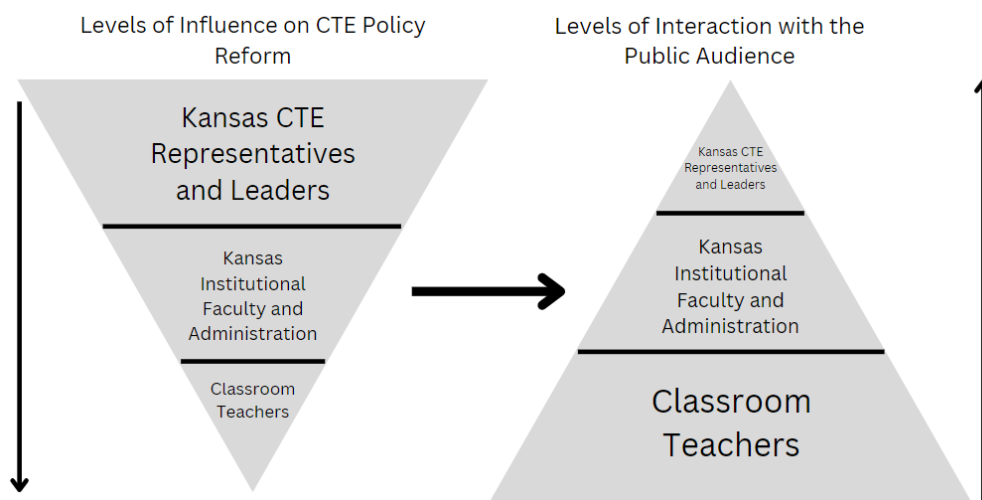 Levels of Influence on CTE Policy
Reform
Kansas CTE
Representatives
and Leaders
Kansas
Institutional
Faculty and
Administration
Classroom
Teachers
Levels of Interaction with the
Public Audience
Kansas CTE
Representatives
and Leaders
Kansas
Institutional
Faculty and
Administration
Classroom
Teachers